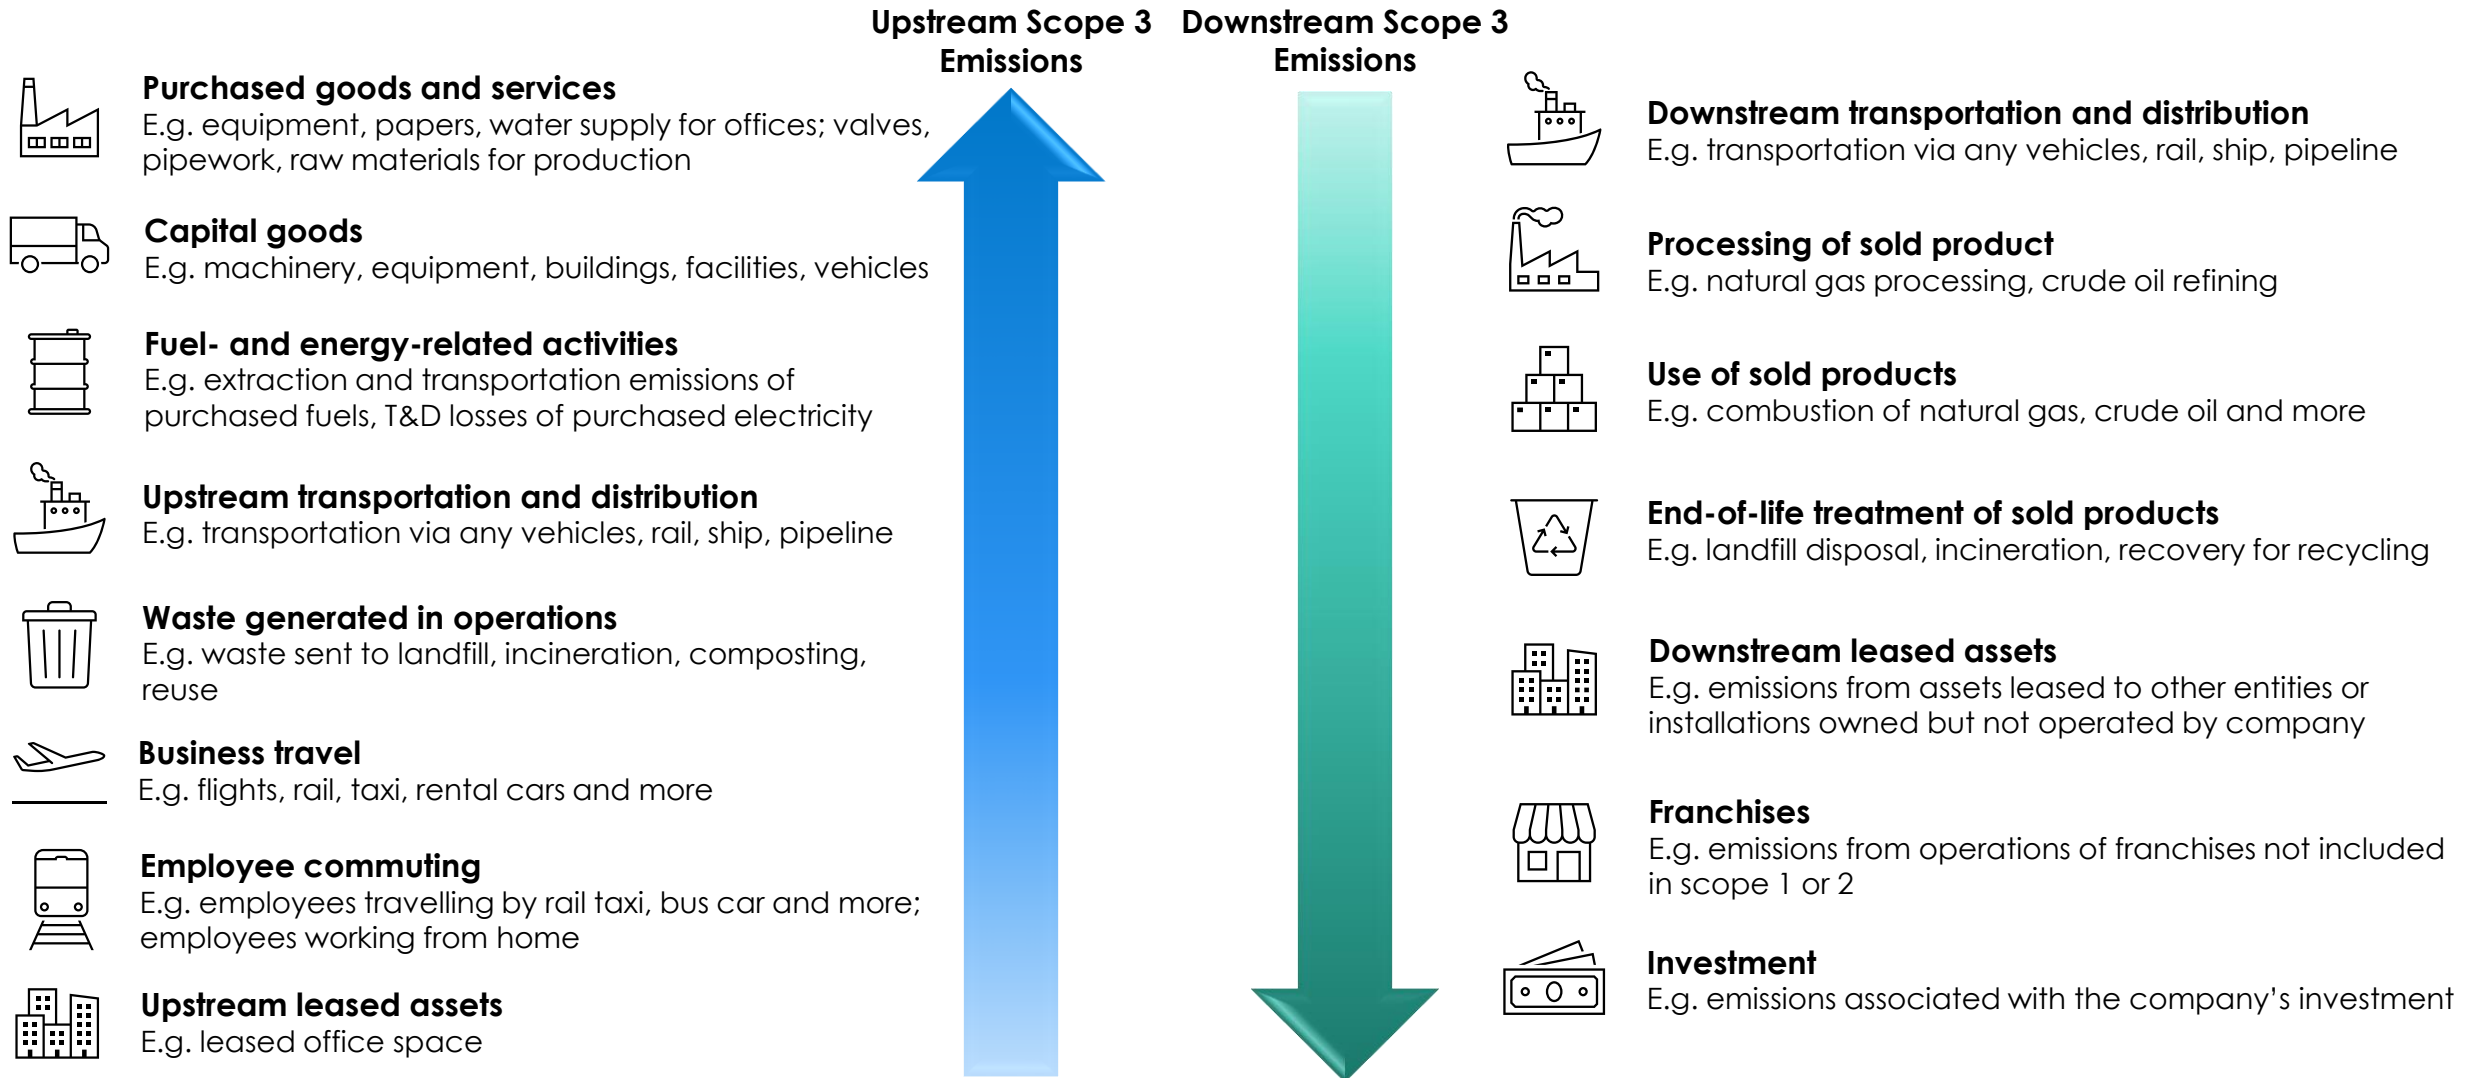 Upstream Scope 3
Emissions
Downstream Scope 3
Emissions
Purchased goods and services
E.g. equipment, papers, water supply for offices; valves,
pipework, raw materials for production
Capital goods
E.g. machinery, equipment, buildings, facilities, vehicles
Fuel- and energy-related activities
E.g. extraction and transportation emissions of
purchased fuels, T&D losses of purchased electricity
Upstream transportation and distribution
E.g. transportation via any vehicles, rail, ship, pipeline
Waste generated in operations
E.g. waste sent to landfill, incineration, composting,
reuse
Business travel
E.g. flights, rail, taxi, rental cars and more
Employee commuting
E.g. employees travelling by rail taxi, bus car and more;
employees working from home
Upstream leased assets
E.g. leased office space
Downstream transportation and distribution
E.g. transportation via any vehicles, rail, ship, pipeline
Processing of sold product
E.g. natural gas processing, crude oil refining
Use of sold products
E.g. combustion of natural gas, crude oil and more
End-of-life treatment of sold products
E.g. landfill disposal, incineration, recovery for recycling
Downstream leased assets
E.g. emissions from assets leased to other entities or
installations owned but not operated by company
Franchises
E.g. emissions from operations of franchises not included
in scope 1 or 2
Investment
E.g. emissions associated with the company’s investment